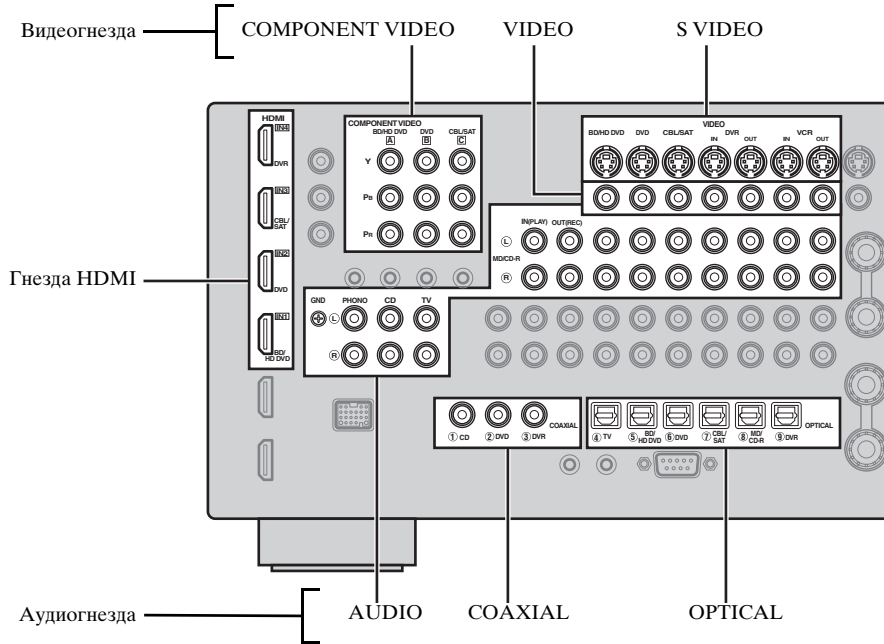 Видеогнезда COMPONENT VIDEO VIDEO S VIDEO
HDMI
IN4
DVR
IN3
CBL/
SAT
IN2
DVD
IN1
BD/
HD DVD
Гнезда HDMI
COMPONENT VIDEO
BD/HD DVD DVD CBL/SAT
A B C
Y
PB
PR
VIDEO
BD/HD DVD DVD CBL/SAT DVR VCR
IN OUT IN OUT
IN(PLAY) OUT(REC)
L
MD/CD-R
R
GND PHONO CD TV
L
R
COAXIAL
1 CD 2 DVD 3 DVR
OPTICAL
4 TV 5 BD/HD DVD 6 DVD 7 CBL/SAT 8 MD/CD-R 9 DVR
Аудиогнезда AUDIO COAXIAL OPTICAL